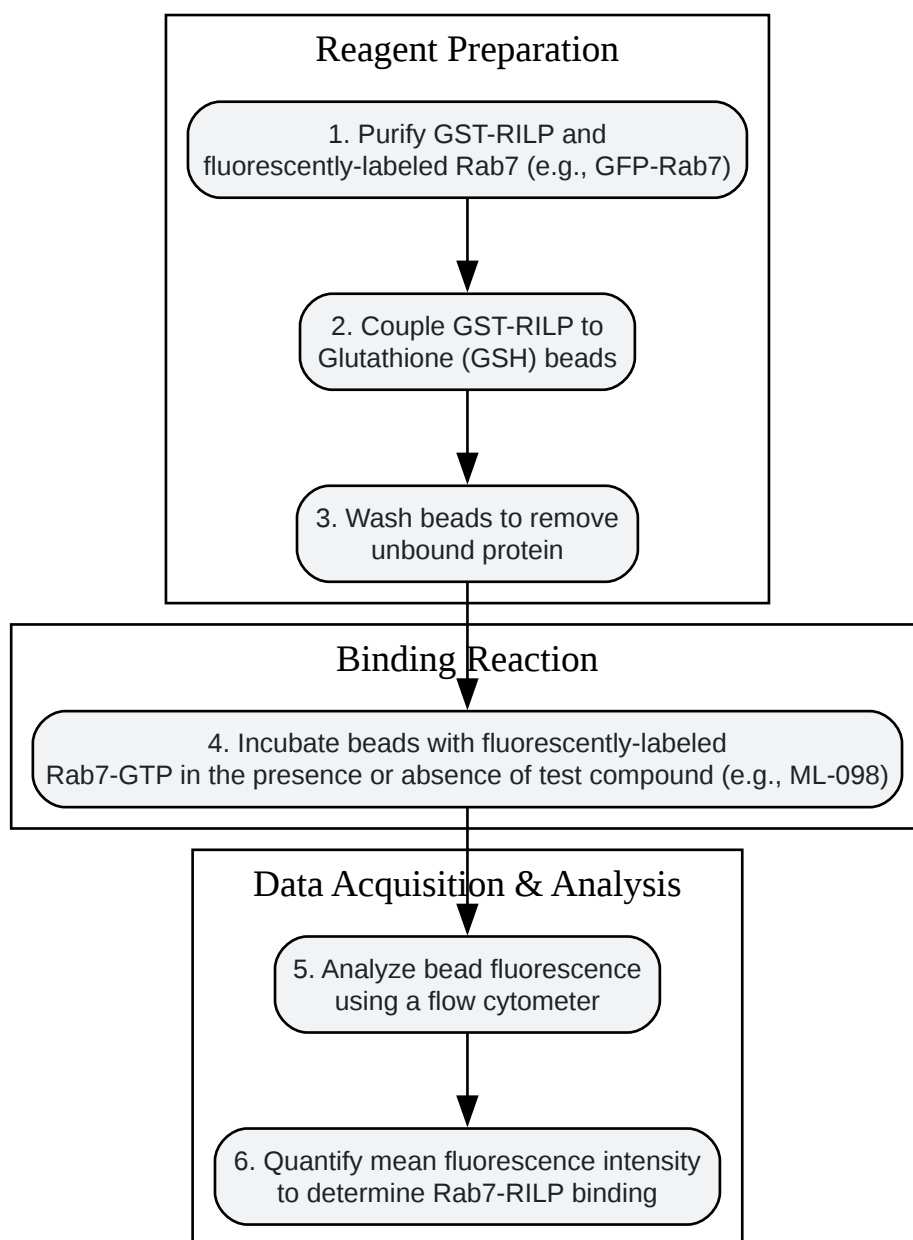 Reagent Preparation
1. Purify GST-RILP and
fluorescently-labeled Rab7 (e.g., GFP-Rab7)
2. Couple GST-RILP to
Glutathione (GSH) beads
3. Wash beads to remove
unbound protein
Binding Reaction
4. Incubate beads with fluorescently-labeled
Rab7-GTP in the presence or absence of test compound (e.g., ML-098)
Data Acquisition & Analysis
5. Analyze bead fluorescence
using a flow cytometer
6. Quantify mean fluorescence intensity
to determine Rab7-RILP binding